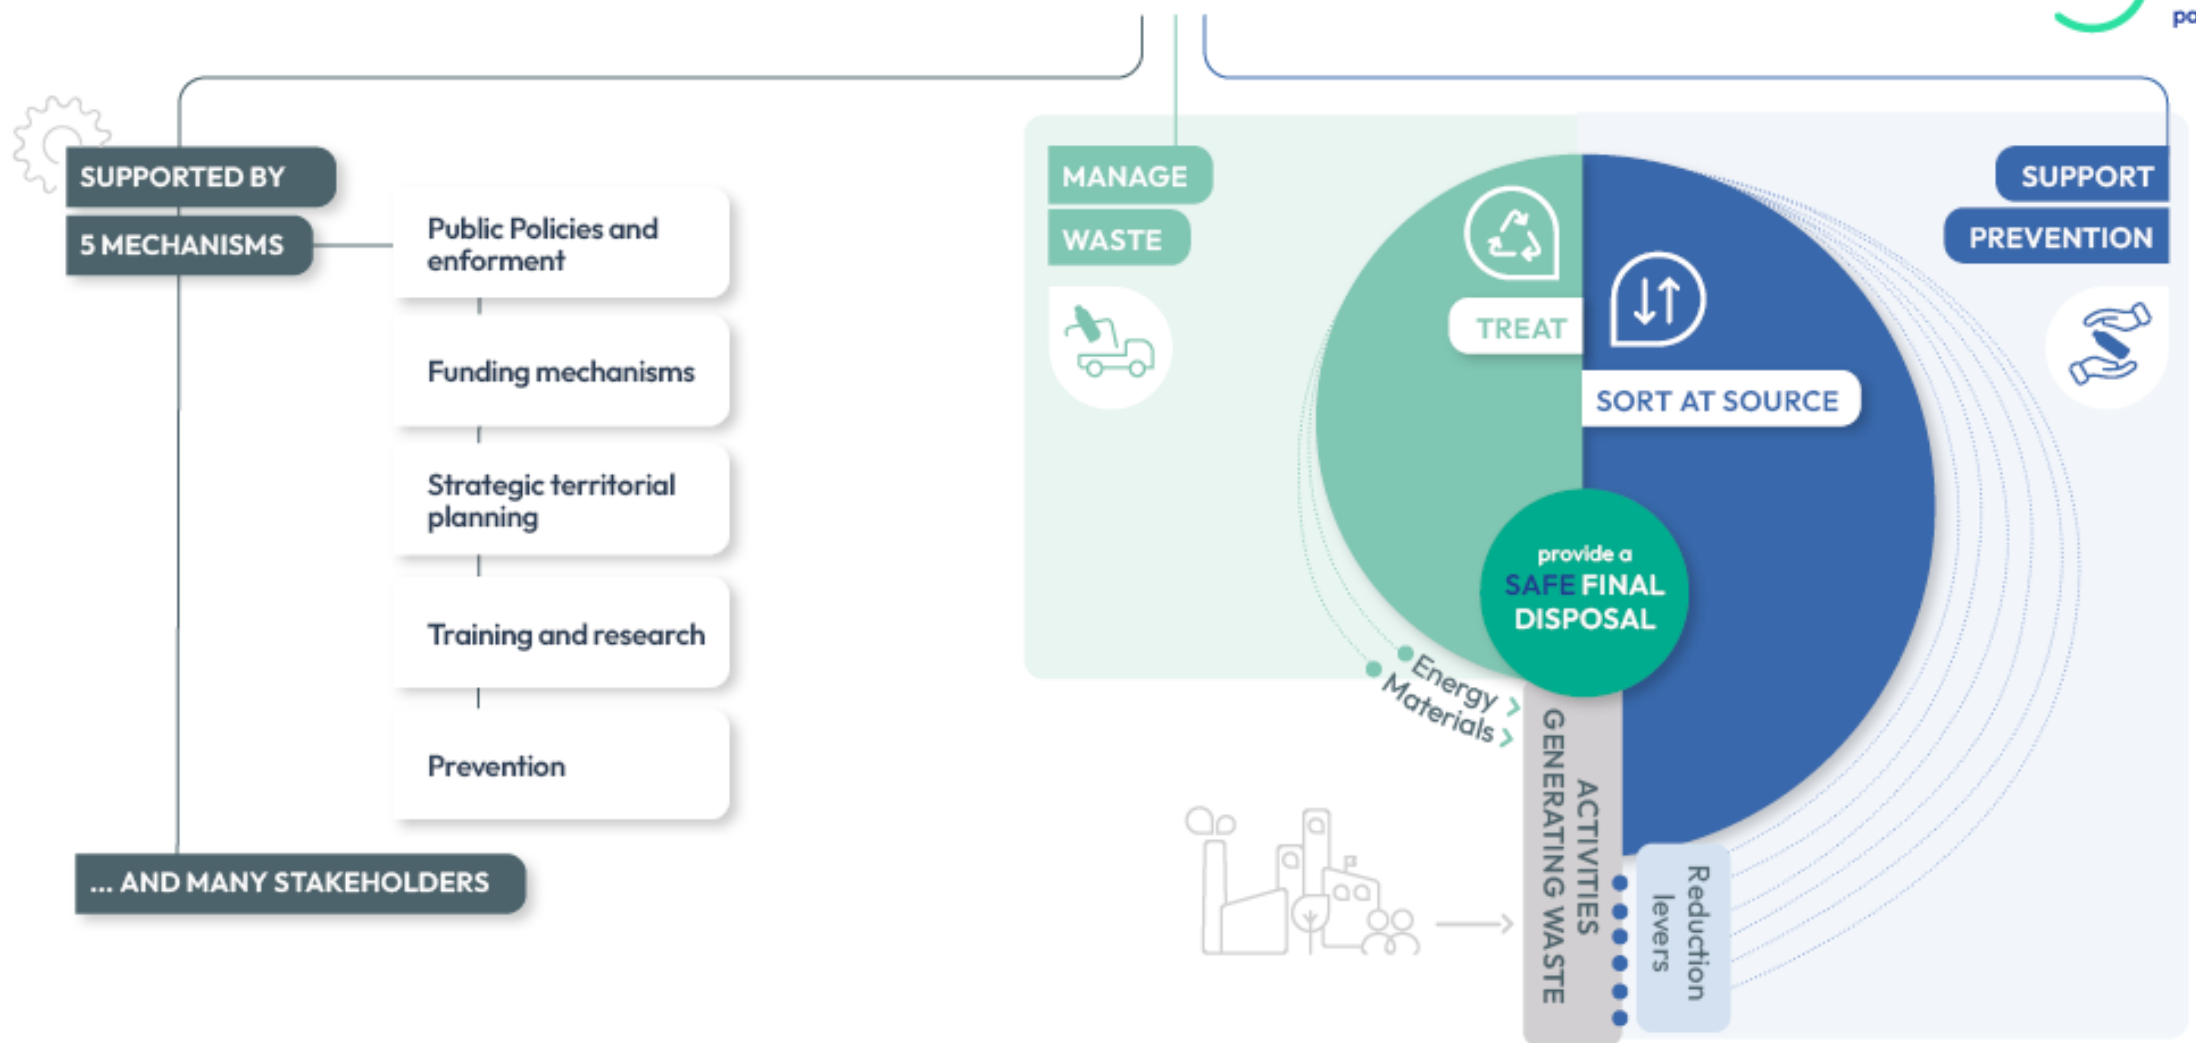 SUPPORTED BY
5 MECHANISMS
Public Policies and
enforment
Funding mechanisms
Strategic territorial
planning
Training and research
Prevention
... AND MANY STAKEHOLDERS
MANAGE
WASTE
TREAT
SORT AT SOURCE
SUPPORT
PREVENTION
provide a
SAFE FINAL
DISPOSAL
Energy
Materials
ACTIVITIES
GENERATING WASTE
Reduction
levers